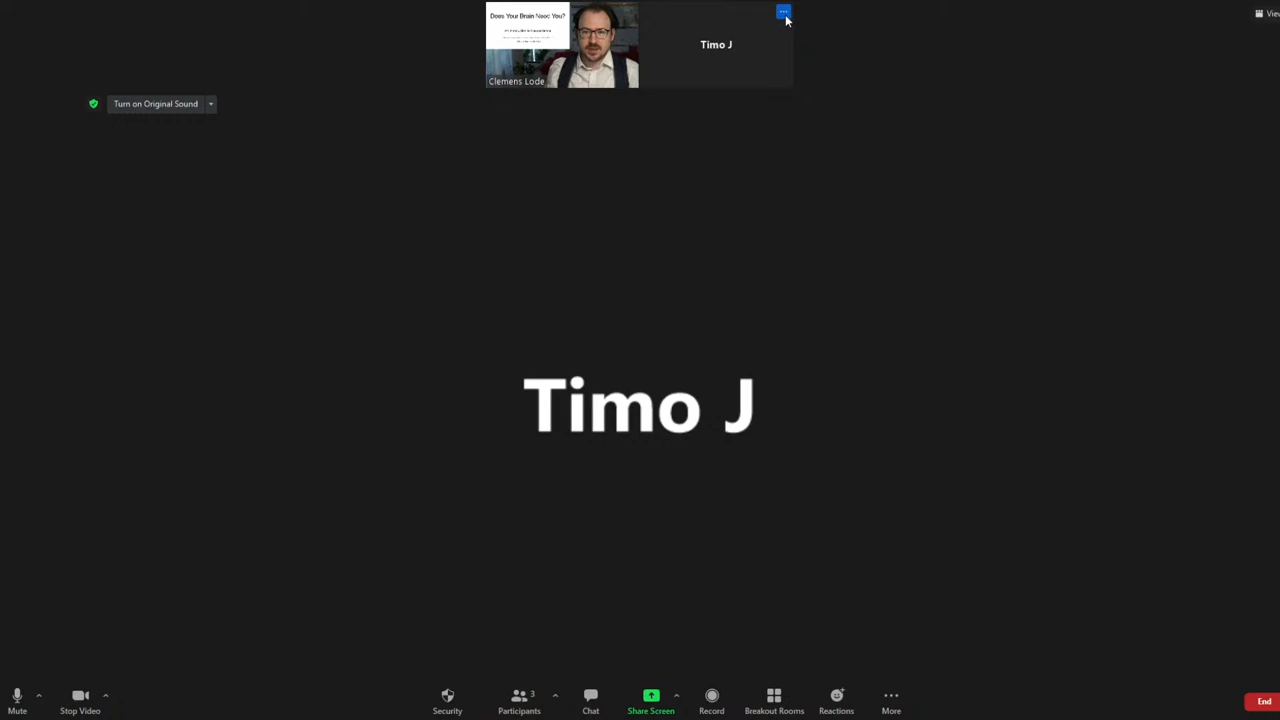 Does Your Brain Need You?
Clemens Lode
Timo J
View
Turn on Original Sound
Timo J
Mute
Stop Video
Security
Participants
3
Chat
Share Screen
Record
Breakout Rooms
Reactions
More
End